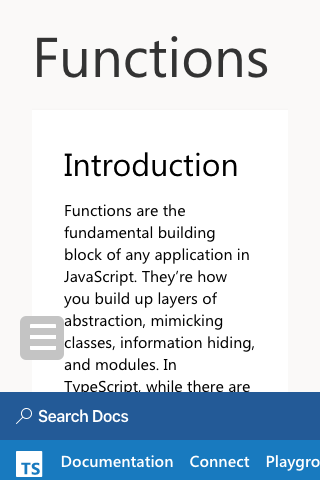 Functions
Introduction
Functions are the
fundamental building
block of any application in
JavaScript. They’re how
you build up layers of
abstraction, mimicking
classes, information hiding,
and modules. In
TypeScript, while there are
Search Docs
TS Documentation Connect Playgro